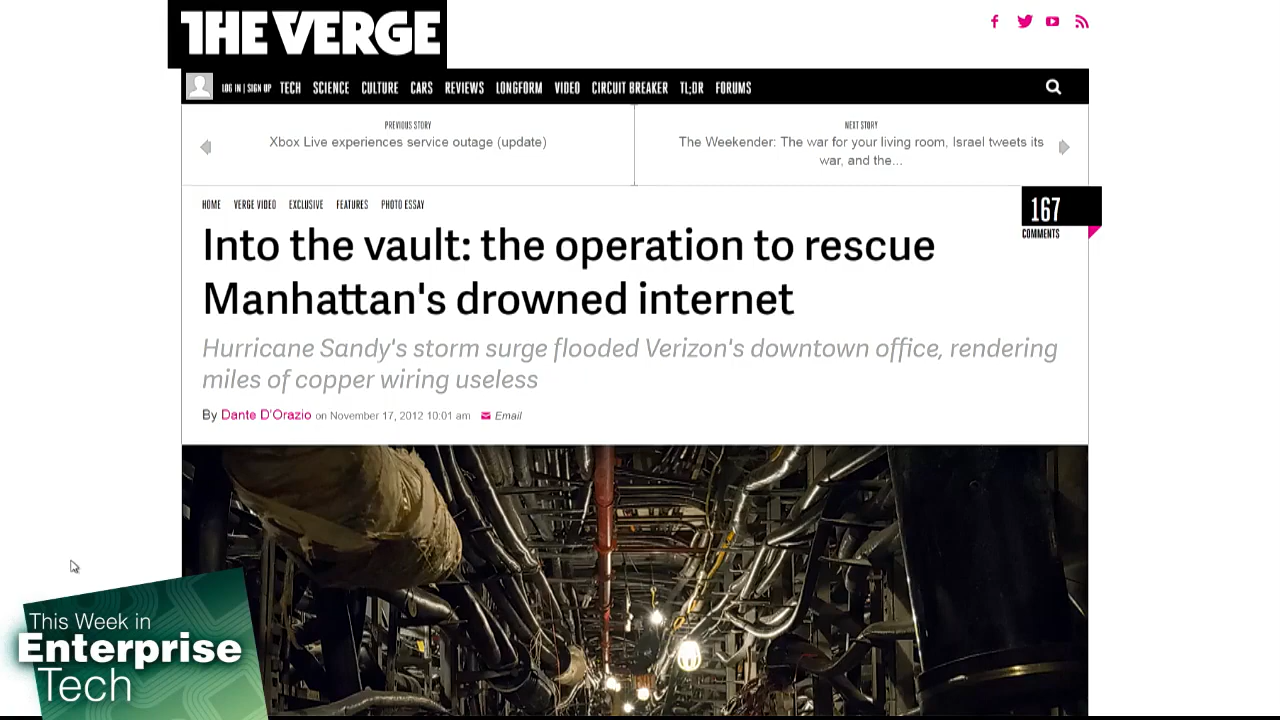 THE VERGE
LOG IN | SIGN UP TECH SCIENCE CULTURE CARS REVIEWS LONGFORM VIDEO CIRCUIT BREAKER TL;DR FORUMS
PREVIOUS STORY
Xbox Live experiences service outage (update)
NEXT STORY
The Weekender: The war for your living room, Israel tweets its
war, and the...
HOME VERGE VIDEO EXCLUSIVE FEATURES PHOTO ESSAY
167
COMMENTS
Into the vault: the operation to rescue
Manhattan's drowned internet
Hurricane Sandy's storm surge flooded Verizon's downtown office, rendering
miles of copper wiring useless
By Dante D'Orazio on November 17, 2012 10:01 am Email
This Week in
Enterprise
Tech